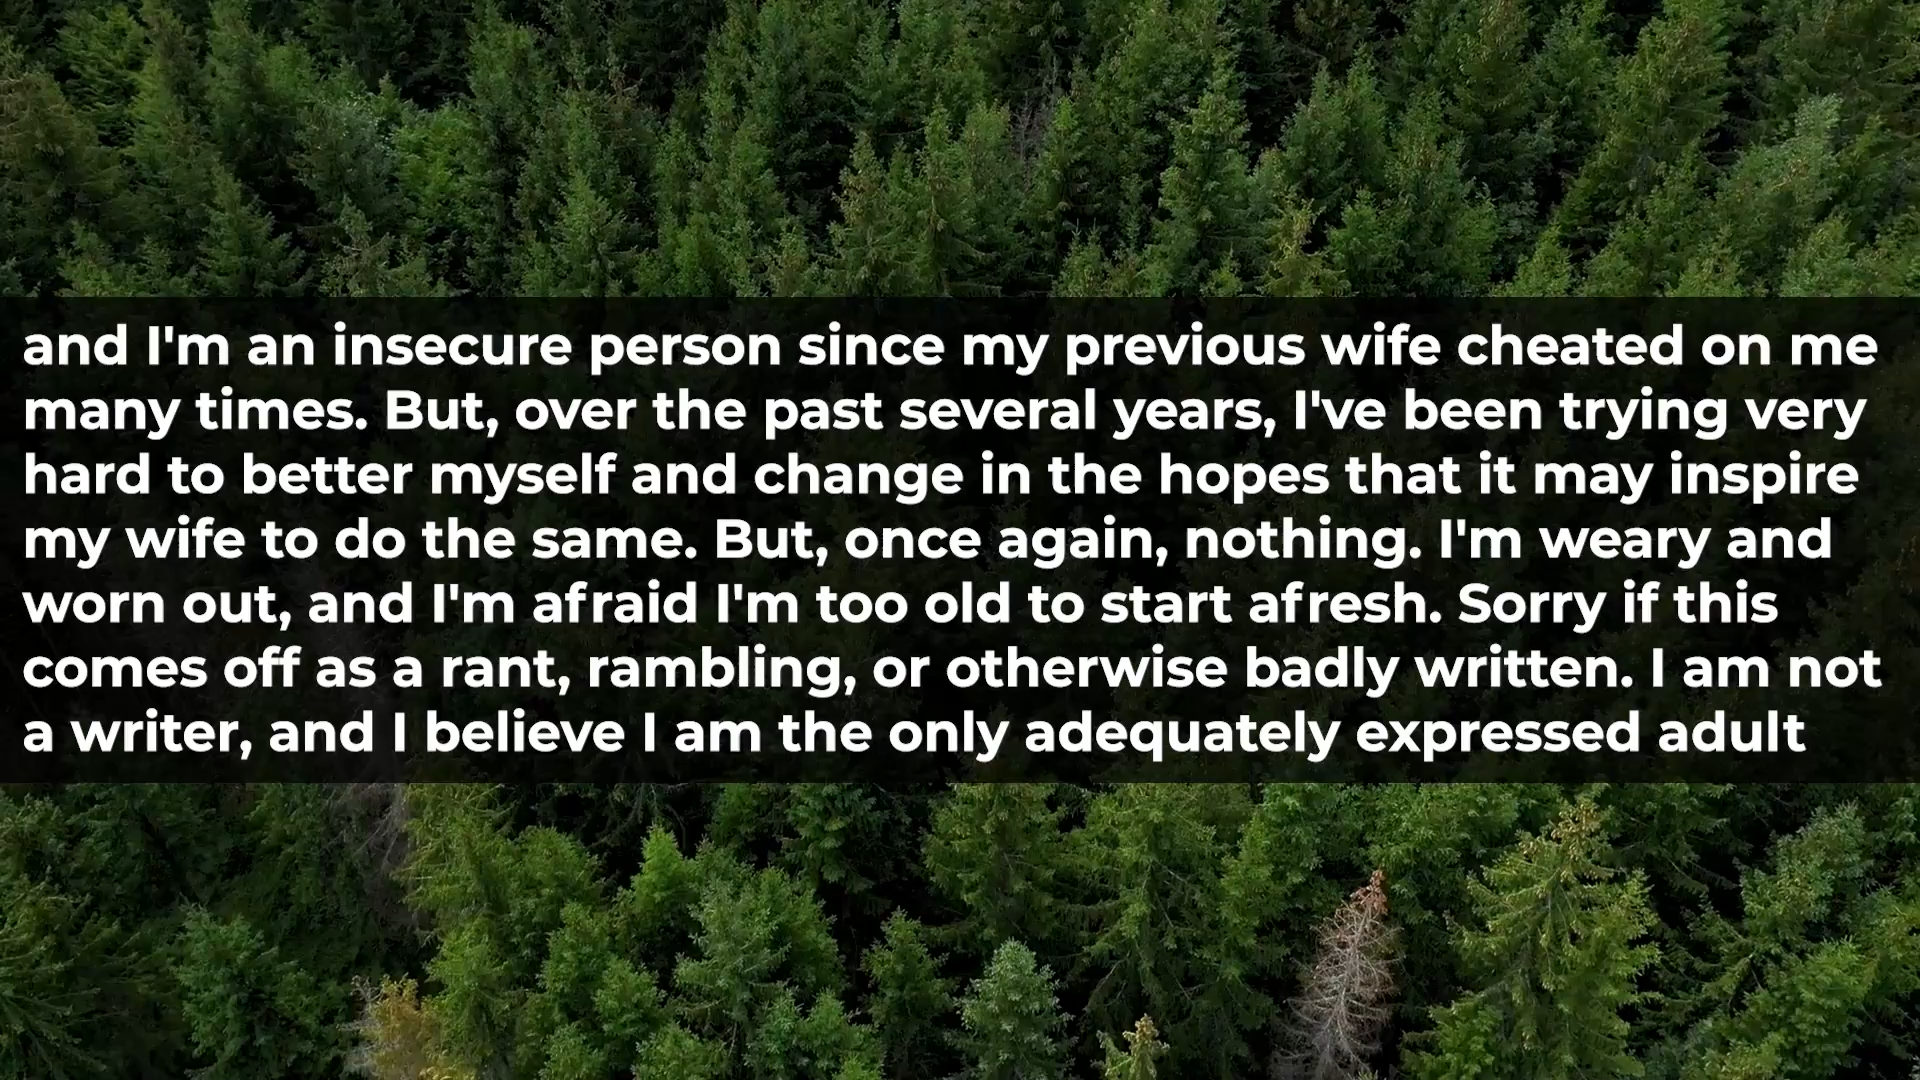 and I'm an insecure person since my previous wife cheated on me
many times. But, over the past several years, I've been trying very
hard to better myself and change in the hopes that it may inspire
my wife to do the same. But, once again, nothing. I'm weary and
worn out, and I'm afraid I'm too old to start afresh. Sorry if this
comes off as a rant, rambling, or otherwise badly written. I am not
a writer, and I believe I am the only adequately expressed adult